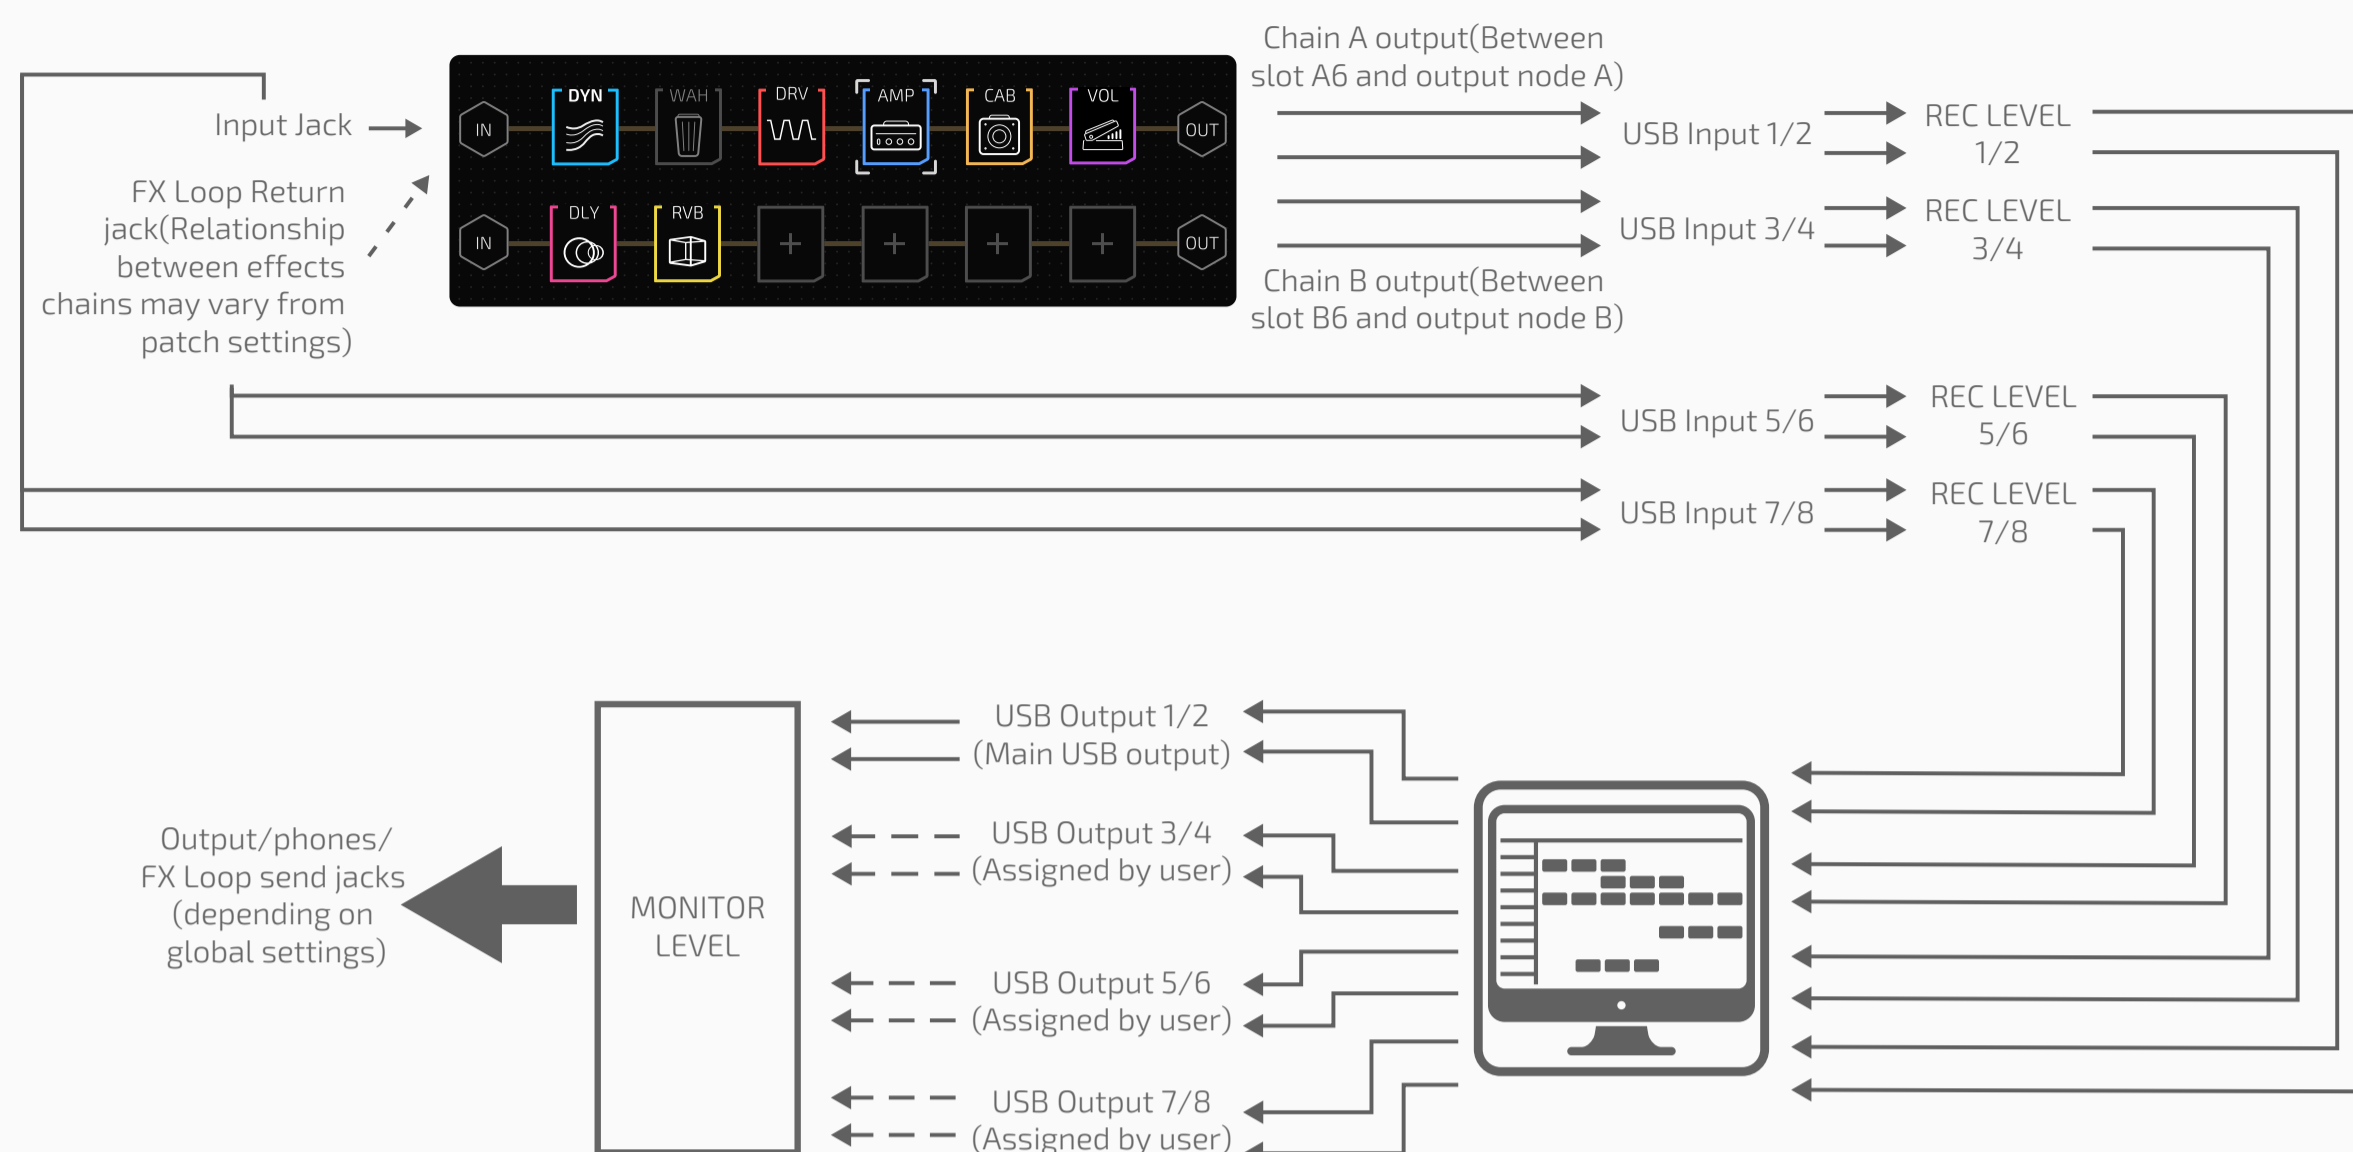 Chain A output(Between
slot A6 and output node A)
Input Jack
FX Loop Return
jack(Relationship
between effects
chains may vary from
patch settings)
IN
DYN
WAH
DRV
AMP
CAB
VOL
OUT
IN
DLY
RVB
OUT
USB Input 1/2
REC LEVEL
1/2
USB Input 3/4
REC LEVEL
3/4
Chain B output(Between
slot B6 and output node B)
USB Input 5/6
REC LEVEL
5/6
USB Input 7/8
REC LEVEL
7/8
Output/phones/
FX Loop send jacks
(depending on
global settings)
MONITOR
LEVEL
USB Output 1/2
(Main USB output)
USB Output 3/4
(Assigned by user)
USB Output 5/6
(Assigned by user)
USB Output 7/8
(Assigned by user)